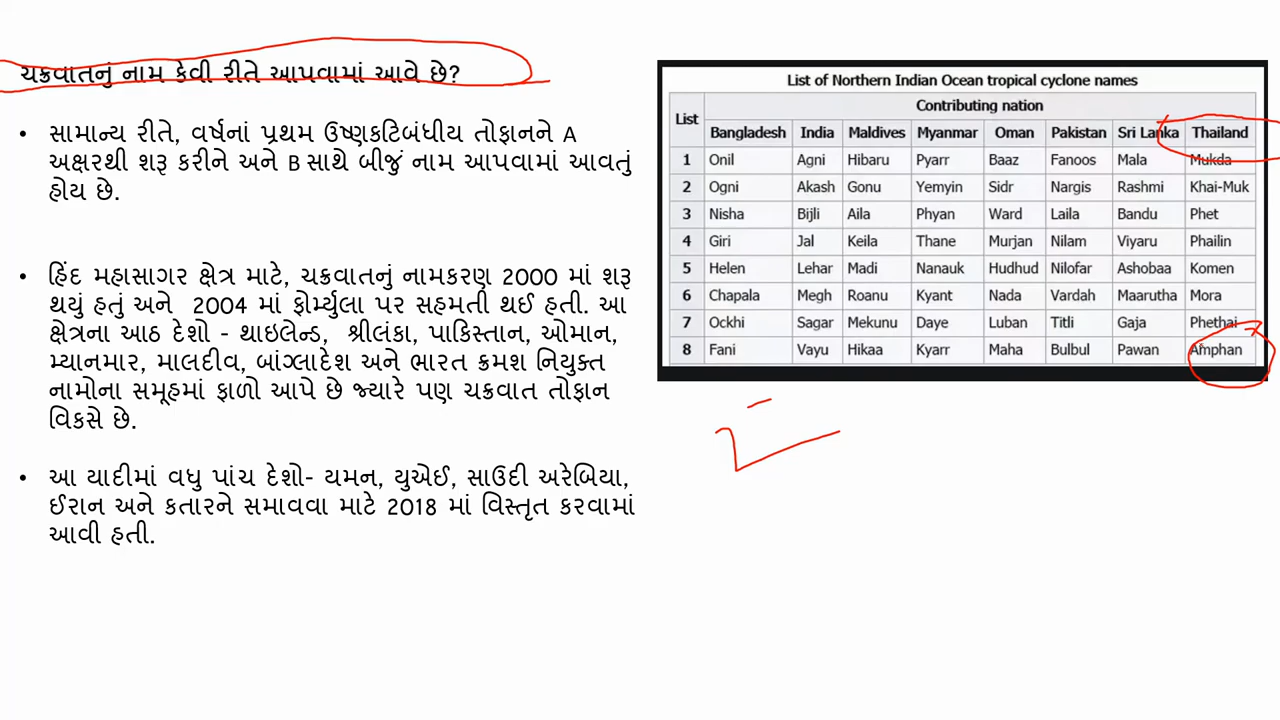 ચક્રવાતનું નામ કેવી રીતે આપવામાં આવે છે?
• સામાન્ય રીતે, વર્ષનાં પ્રથમ ઉષ્ણકટિબંધીય તોફાનને A
અક્ષરથી શરૂ કરીને અને B સાથે બીજું નામ આપવામાં આવતું
હોય છે.
• હિંદ મહાસાગર ક્ષેત્ર માટે, ચક્રવાતનું નામકરણ 2000 માં શરૂ
થયું હતું અને 2004 માં ફોર્મ્યુલા પર સહમતી થઈ હતી. આ
ક્ષેત્રના આઠ દેશો - થાઇલેન્ડ, શ્રીલંકા, પાકિસ્તાન, ઓમાન,
મ્યાનમાર, માલદીવ, બાંગ્લાદેશ અને ભારત ક્રમશ નિયુક્ત
નામોના સમૂહમાં ફાળો આપે છે જ્યારે પણ ચક્રવાત તોફાન
વિકસે છે.
• આ યાદીમાં વધુ પાંચ દેશો- યમન, યુએઈ, સાઉદી અરેબિયા,
ઈરાન અને કતારને સમાવવા માટે 2018 માં વિસ્તૃત કરવામાં
આવી હતી.
List of Northern Indian Ocean tropical cyclone names
List Contributing nation
Bangladesh India Maldives Myanmar Oman Pakistan Sri Lanka Thailand
1 Onil Agni Hibaru Pyarr Baaz Fanoos Mala Mukda
2 Ogni Akash Gonu Yemyin Sidr Nargis Rashmi Khai-Muk
3 Nisha Bijli Aila Phyan Ward Laila Bandu Phet
4 Giri Jal Keila Thane Murjan Nilam Viyaru Phailin
5 Helen Lehar Madi Nanauk Hudhud Nilofar Ashobaa Komen
6 Chapala Megh Roanu Kyant Nada Vardah Maarutha Mora
7 Ockhi Sagar Mekunu Daye Luban Titli Gaja Phethai
8 Fani Vayu Hikaa Kyarr Maha Bulbul Pawan Amphan